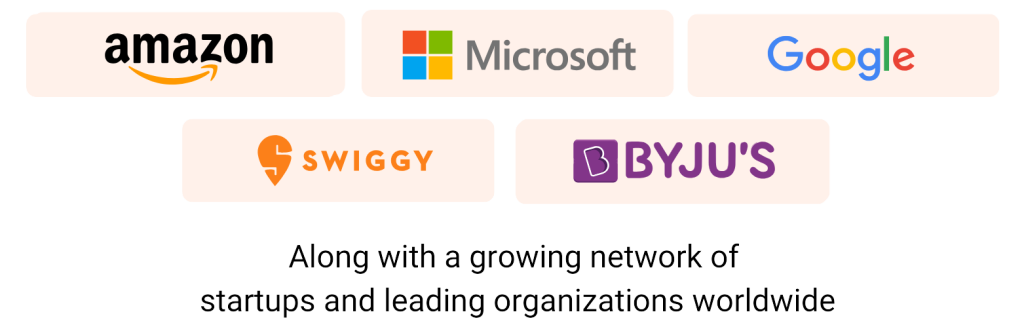 amazon
Microsoft
Google
SWIGGY
B BYJU'S
Along with a growing network of
startups and leading organizations worldwide